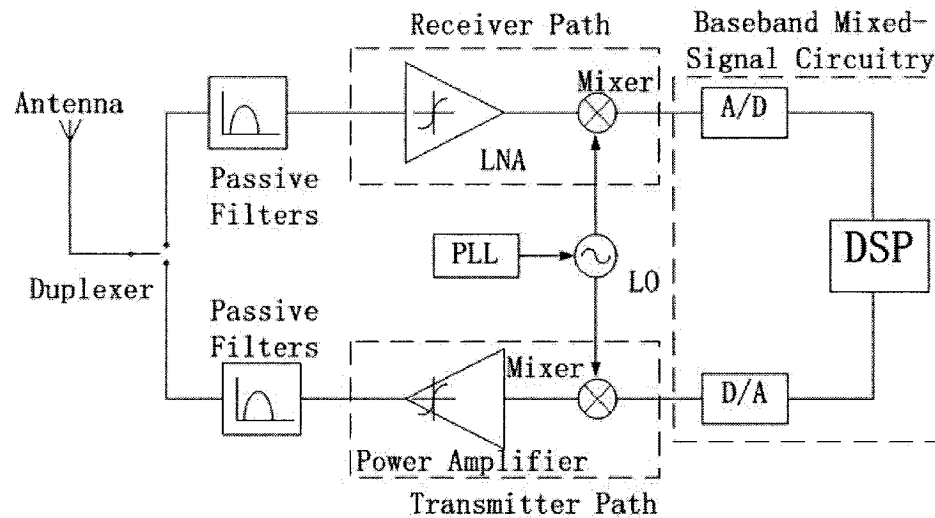 Receiver Path
Baseband Mixed-
Signal Circuitry
Antenna
Mixer
A/D
LNA
Passive
Filters
PLL
LO
DSP
Duplexer
Passive
Filters
Mixer
D/A
Power Amplifier
Transmitter Path